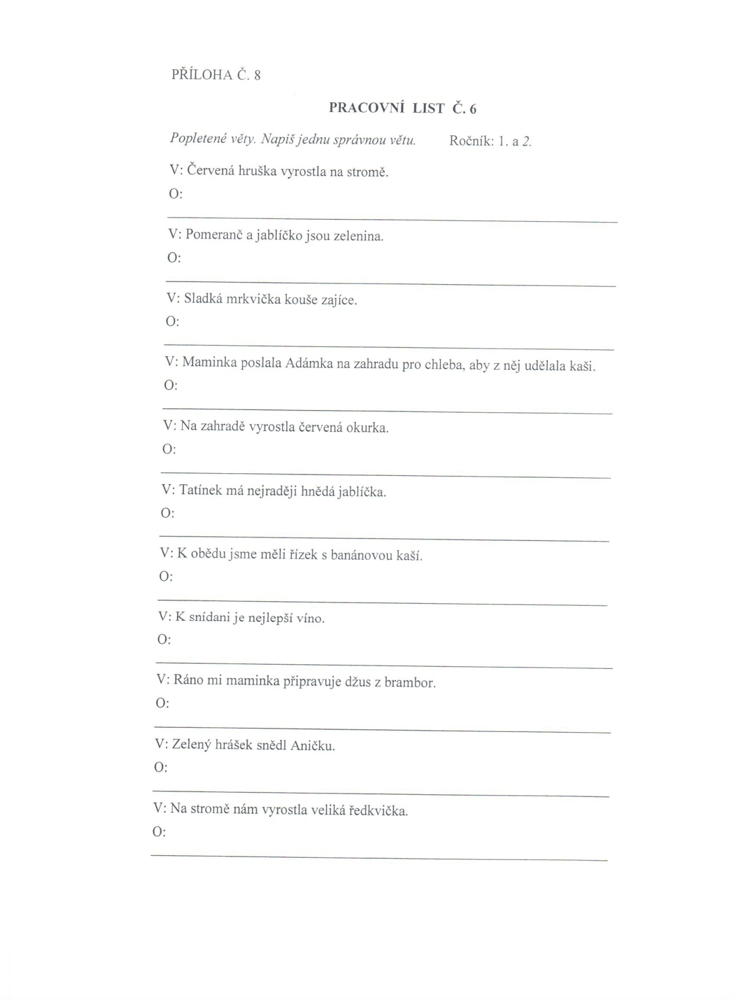 PŘÍLOHA Č. 8
PRACOVNÍ LIST Č. 6
Popletené věty. Napiš jednu správnou větu. Ročník: 1. a 2.
V: Červená hruška vyrostla na stromě.
O:
V: Pomeranč a jablíčko jsou zelenina.
O:
V: Sladká mrkvička kouše zajíce.
O:
V: Maminka poslala Adámka na zahradu pro chleba, aby z něj udělala kaši.
O:
V: Na zahradě vyrostla červená okurka.
O:
V: Tatínek má nejraději hnědá jablíčka.
O:
V: K obědu jsme měli řízek s banánovou kaší.
O:
V: K snídani je nejlepší víno.
O:
V: Ráno mi maminka připravuje džus z brambor.
O:
V: Zelený hrášek snědl Aničku.
O:
V: Na stromě nám vyrostla veliká ředkvička.
O: